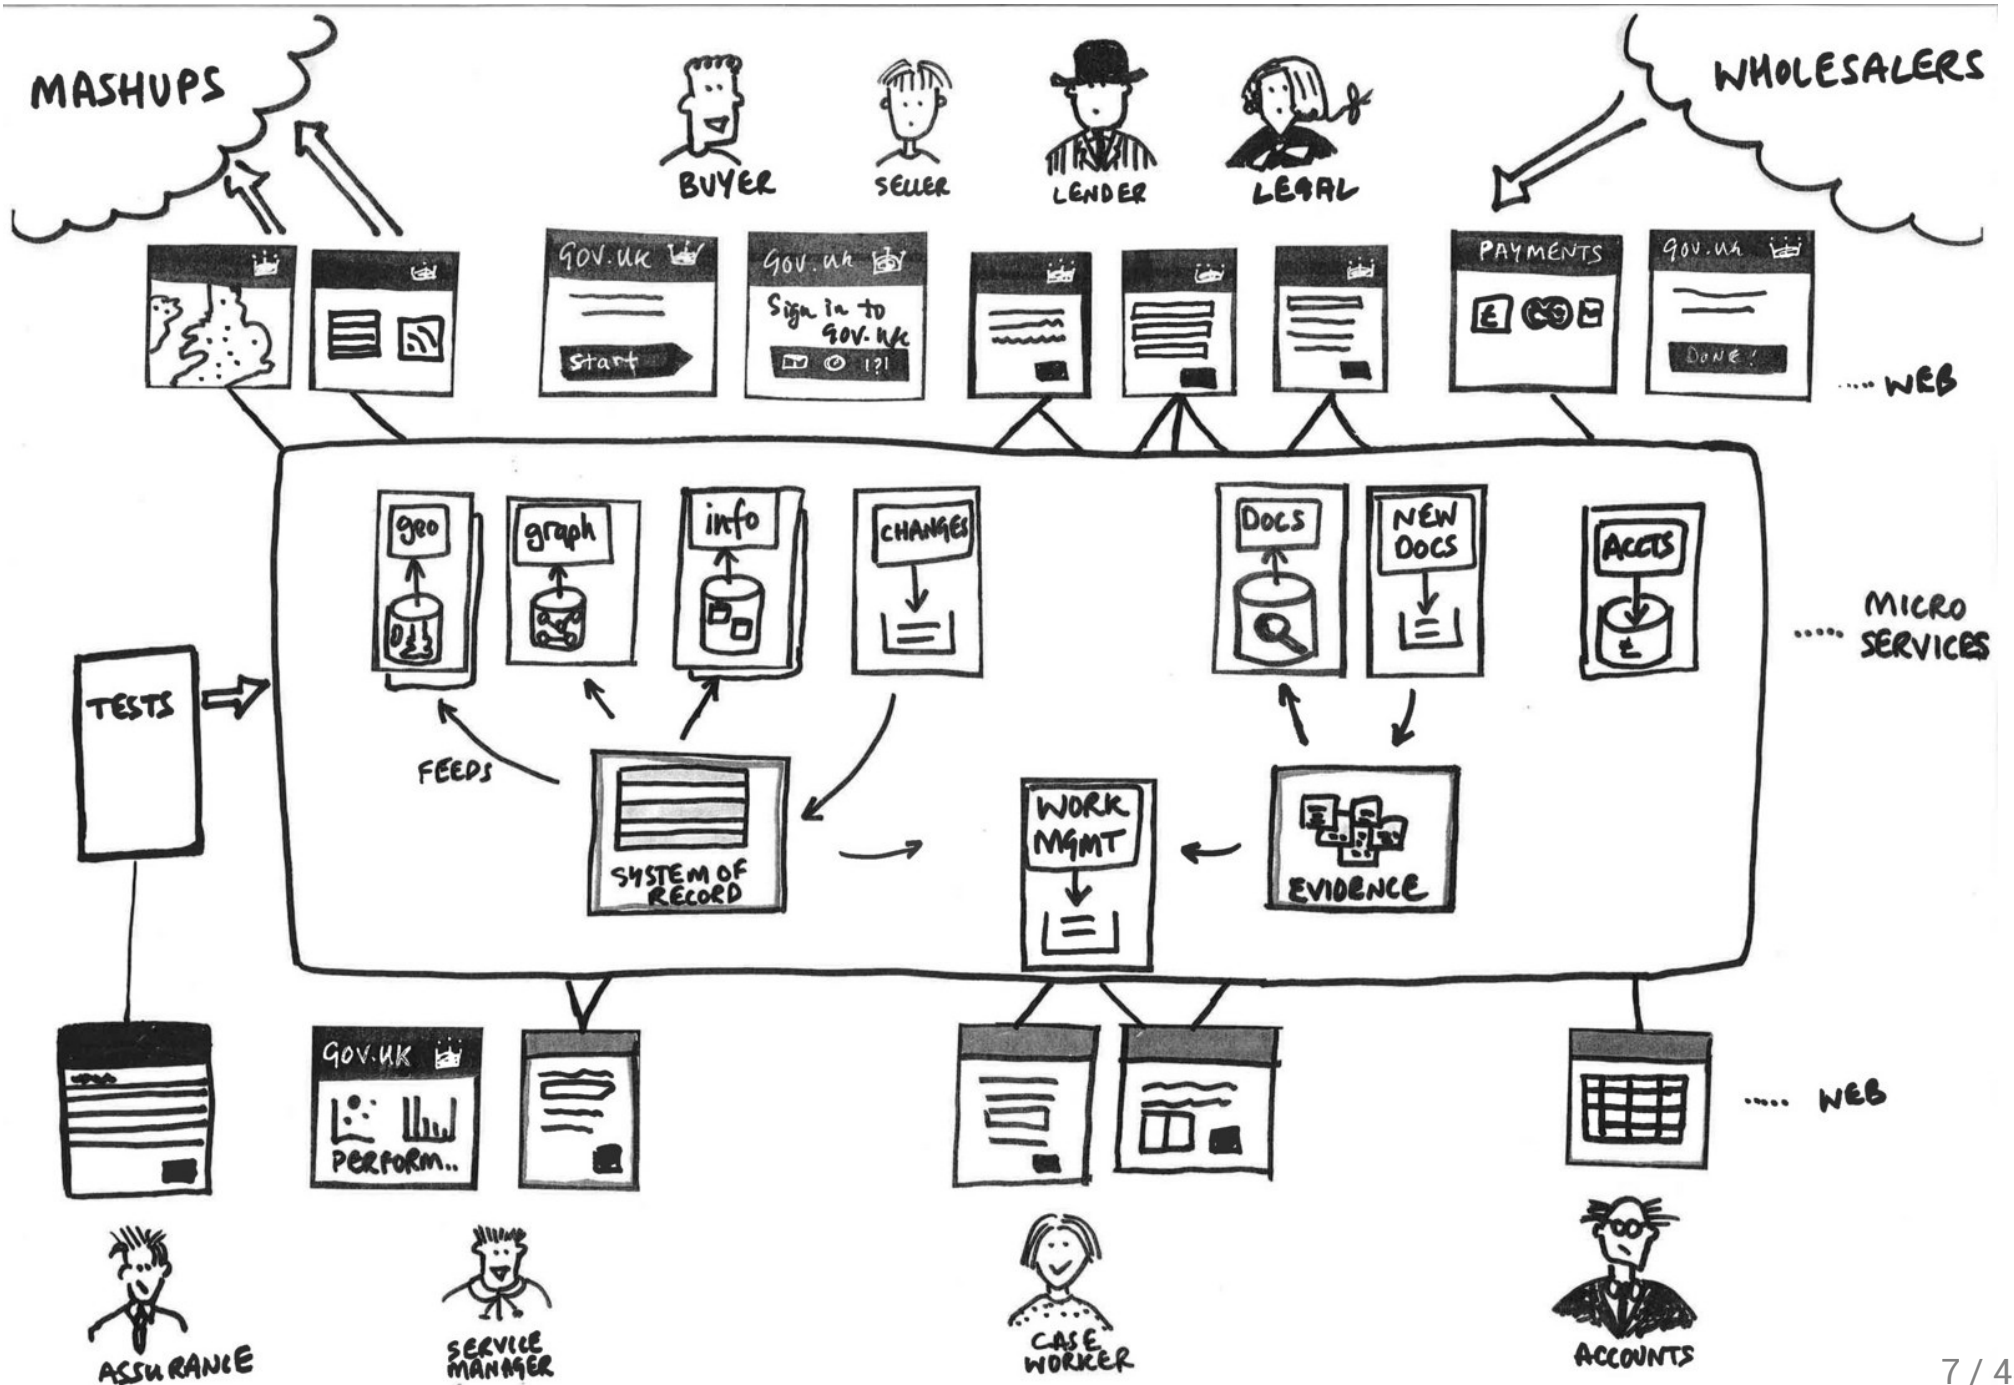 MASHUPS
WHOLESALERS
BUYER
SELLER
LENDER
LEGAL
GOV.UK
Start
GOV.UK
Sign in to
GOV.UK
1?1
PAYMENTS
£
GOV.UK
DONE!
..... WEB
geo
graph
info
CHANGES
DOCS
NEW
DOCS
ACCTS
£
..... MICRO
SERVICES
TESTS
FEEDS
SYSTEM OF
RECORD
WORK
MGMT
EVIDENCE
GOV.UK
PERFORM..
..... WEB
ASSURANCE
SERVICE
MANAGER
CASE
WORKER
ACCOUNTS
7 / 4